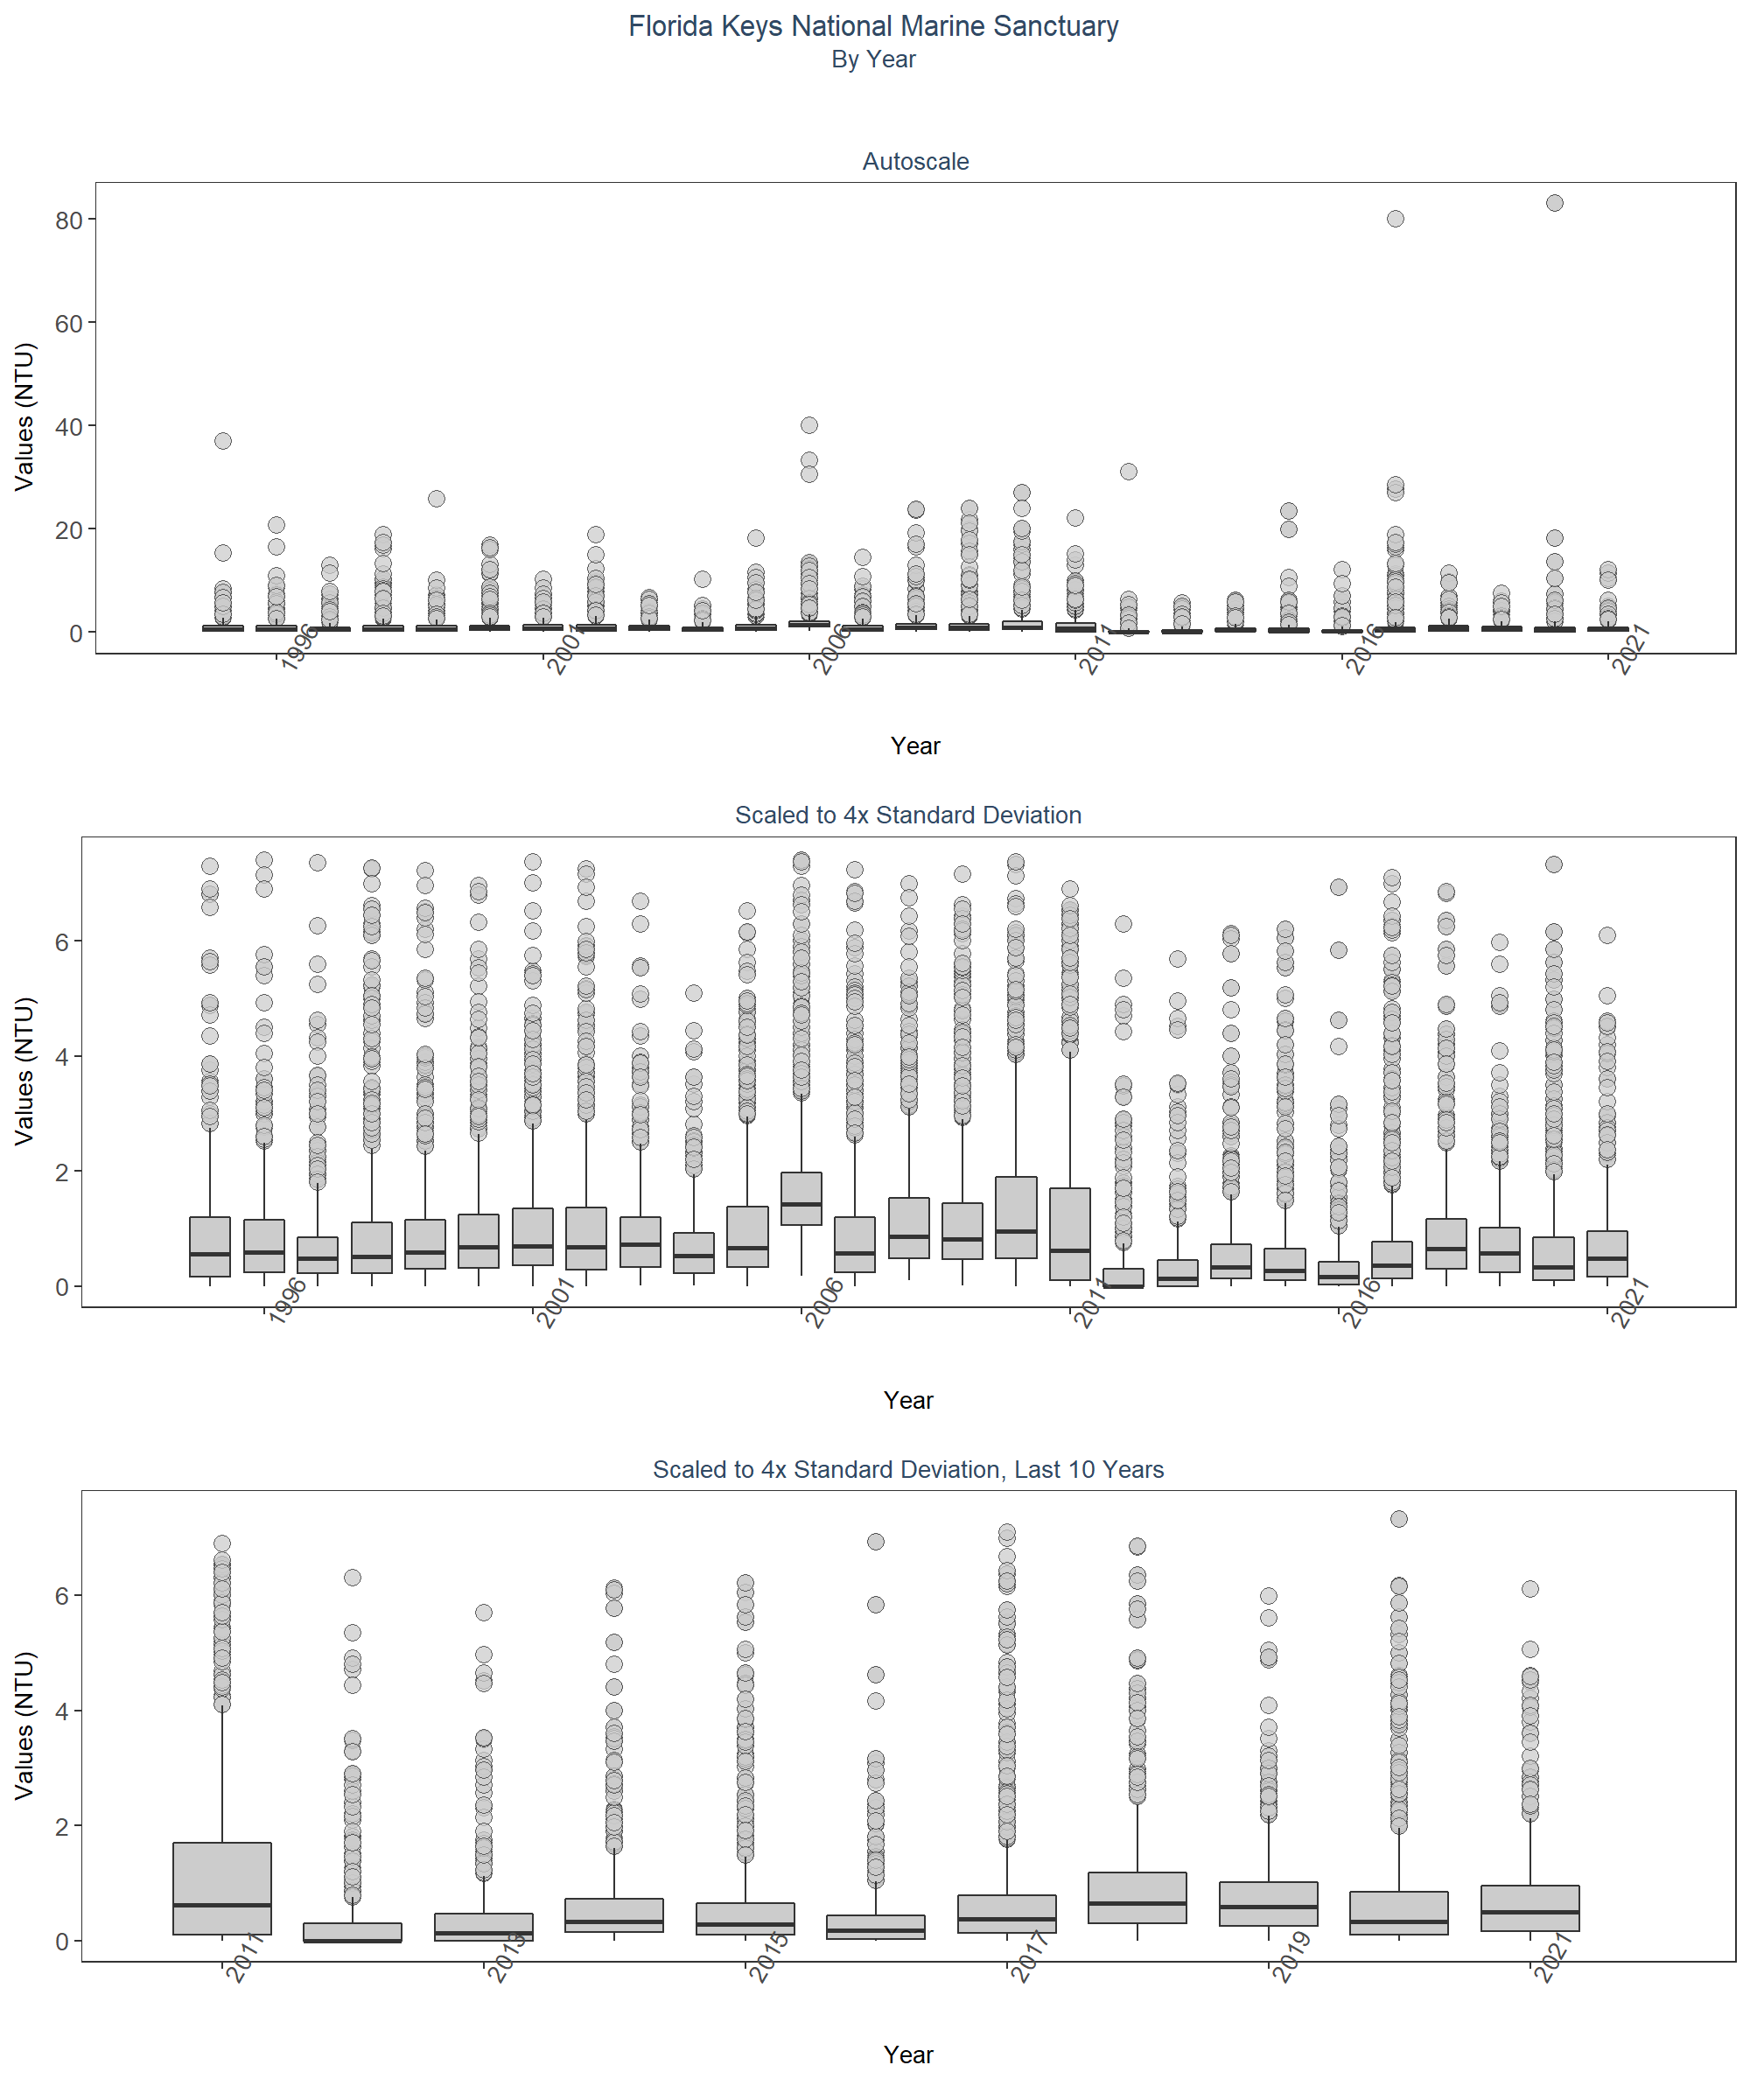 Florida Keys National Marine Sanctuary
By Year
Autoscale
Values (NTU)
80
60
40
20
0
1996 2001 2006 2011 2016 2021
Year
Scaled to 4x Standard Deviation
Values (NTU)
6
4
2
0
1996 2001 2006 2011 2016 2021
Year
Scaled to 4x Standard Deviation, Last 10 Years
Values (NTU)
6
4
2
0
2011 2013 2015 2017 2019 2021
Year